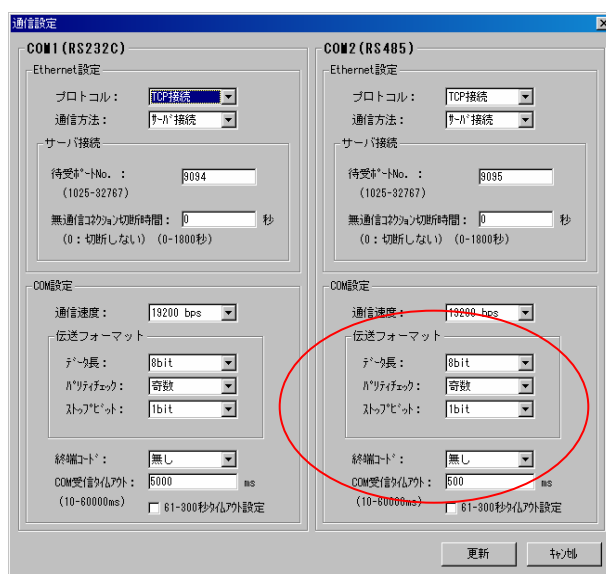 通信設定
COM1(RS232C)
Ethernet設定
プロトコル： TCP接続
通信方法： ｻｰﾊﾞ接続
サーバ接続
待受ﾎﾟｰﾄNo. ： 9094
(1025-32767)
無通信ｺﾈｸｼｮﾝ切断時間： 0 秒
(0：切断しない) (0-1800秒)
COM設定
通信速度： 19200 bps
伝送フォーマット
ﾃﾞｰﾀ長： 8bit
ﾊﾟﾘﾃｨﾁｪｯｸ： 奇数
ｽﾄｯﾌﾟﾋﾞｯﾄ： 1bit
終端ｺｰﾄﾞ： 無し
COM受信ﾀｲﾑｱｳﾄ： 5000 ms
(10-60000ms) 61-300秒ﾀｲﾑｱｳﾄ設定
COM2(RS485)
Ethernet設定
プロトコル： TCP接続
通信方法： ｻｰﾊﾞ接続
サーバ接続
待受ﾎﾟｰﾄNo. ： 9095
(1025-32767)
無通信ｺﾈｸｼｮﾝ切断時間： 0 秒
(0：切断しない) (0-1800秒)
COM設定
通信速度： 19200 bps
伝送フォーマット
ﾃﾞｰﾀ長： 8bit
ﾊﾟﾘﾃｨﾁｪｯｸ： 奇数
ｽﾄｯﾌﾟﾋﾞｯﾄ： 1bit
終端ｺｰﾄﾞ： 無し
COM受信ﾀｲﾑｱｳﾄ： 500 ms
(10-60000ms) 61-300秒ﾀｲﾑｱｳﾄ設定
更新 ｷｬﾝｾﾙ